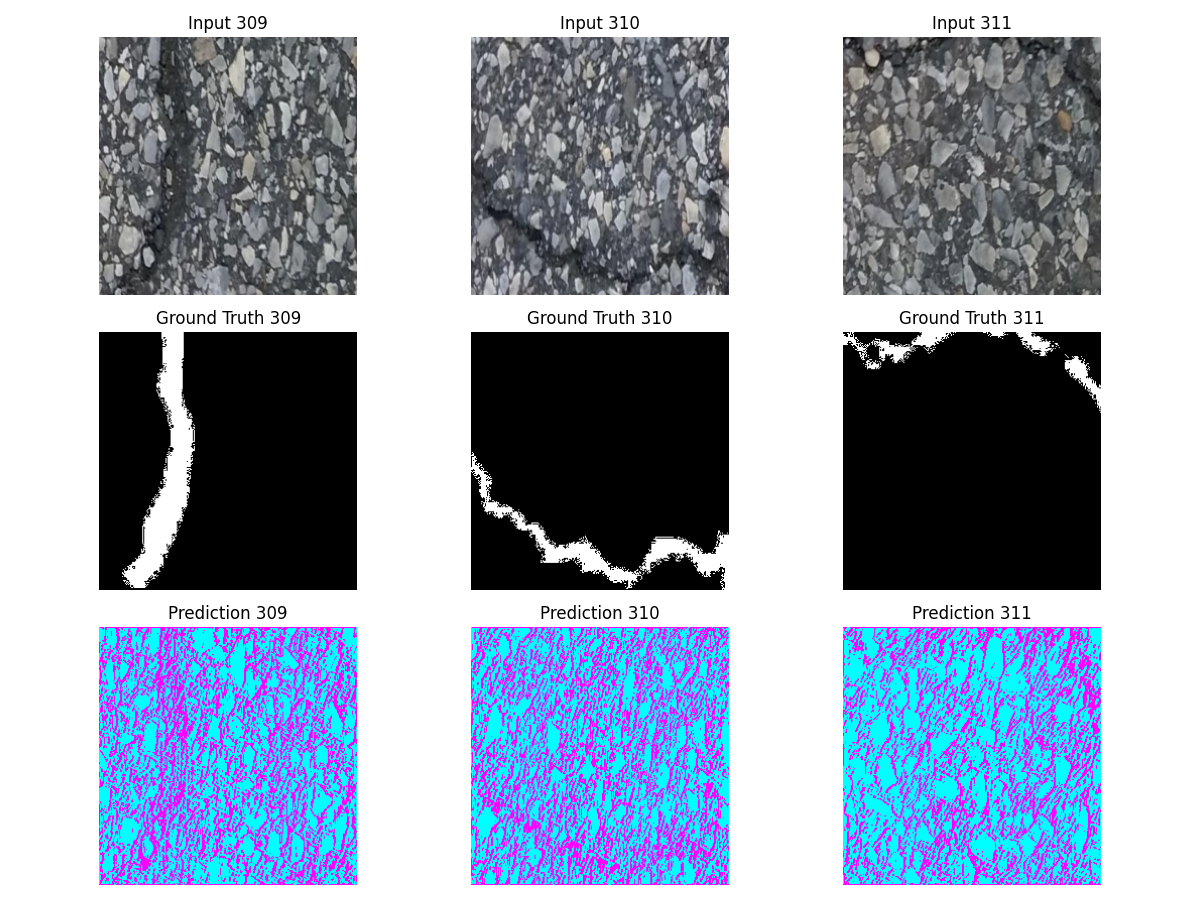 Input 309
Input 310
Input 311
Ground Truth 309
Ground Truth 310
Ground Truth 311
Prediction 309
Prediction 310
Prediction 311